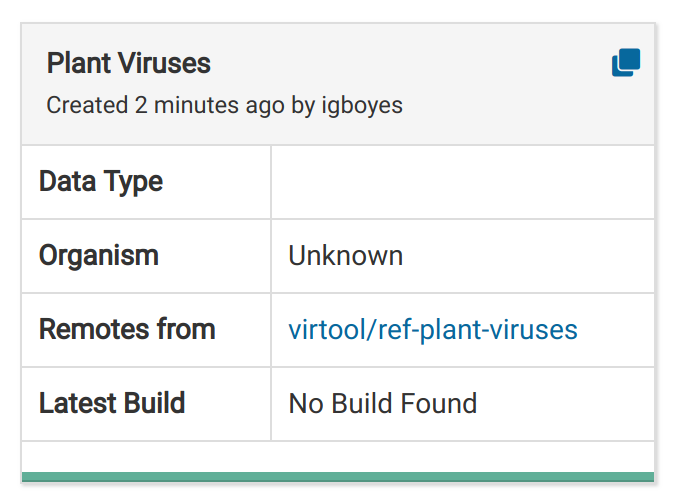 Plant Viruses
Created 2 minutes ago by igboyes
Data Type
Organism Unknown
Remotes from virtool/ref-plant-viruses
Latest Build No Build Found